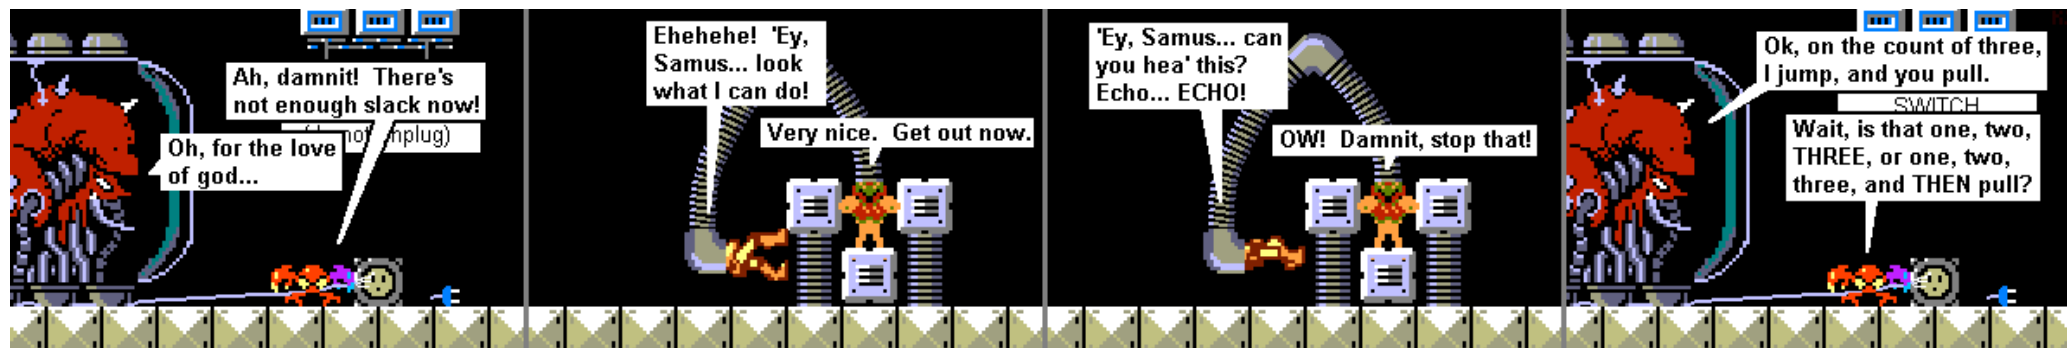 Ah, damnit!  There's
not enough slack now!
not
nplug)
Oh, for the love
of god...
Ehehehe!  'Ey,
Samus... look
what I can do!
Very nice.  Get out now.
'Ey, Samus... can
you hea' this?
Echo... ECHO!
OW!  Damnit, stop that!
Ok, on the count of three,
I jump, and you pull.
SWITCH
Wait, is that one, two,
THREE, or one, two,
three, and THEN pull?